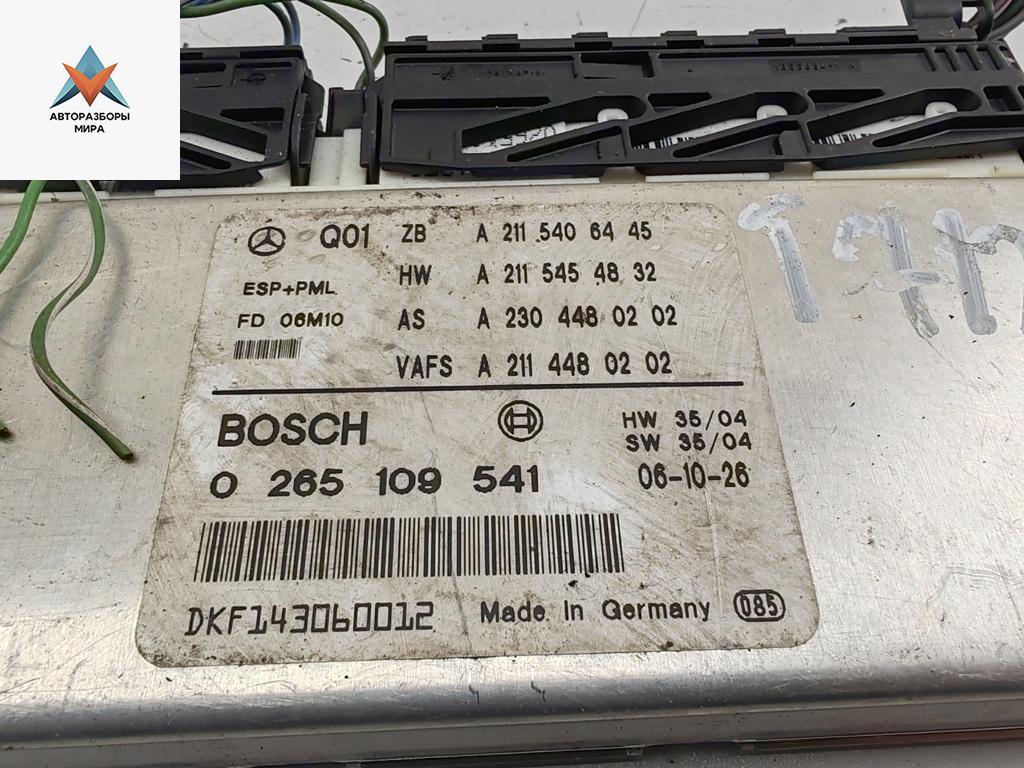 АВТОРАЗБОРЫ
МИРА
Q01 ZB A 211 540 64 45
HW A 211 545 48 32
ESP+PML
FD 06M10 AS A 230 448 02 02
VAFS A 211 448 02 02
BOSCH
HW 35/04
SW 35/04
0 265 109 541 06-10-26
DKF143060012 Made In Germany 085